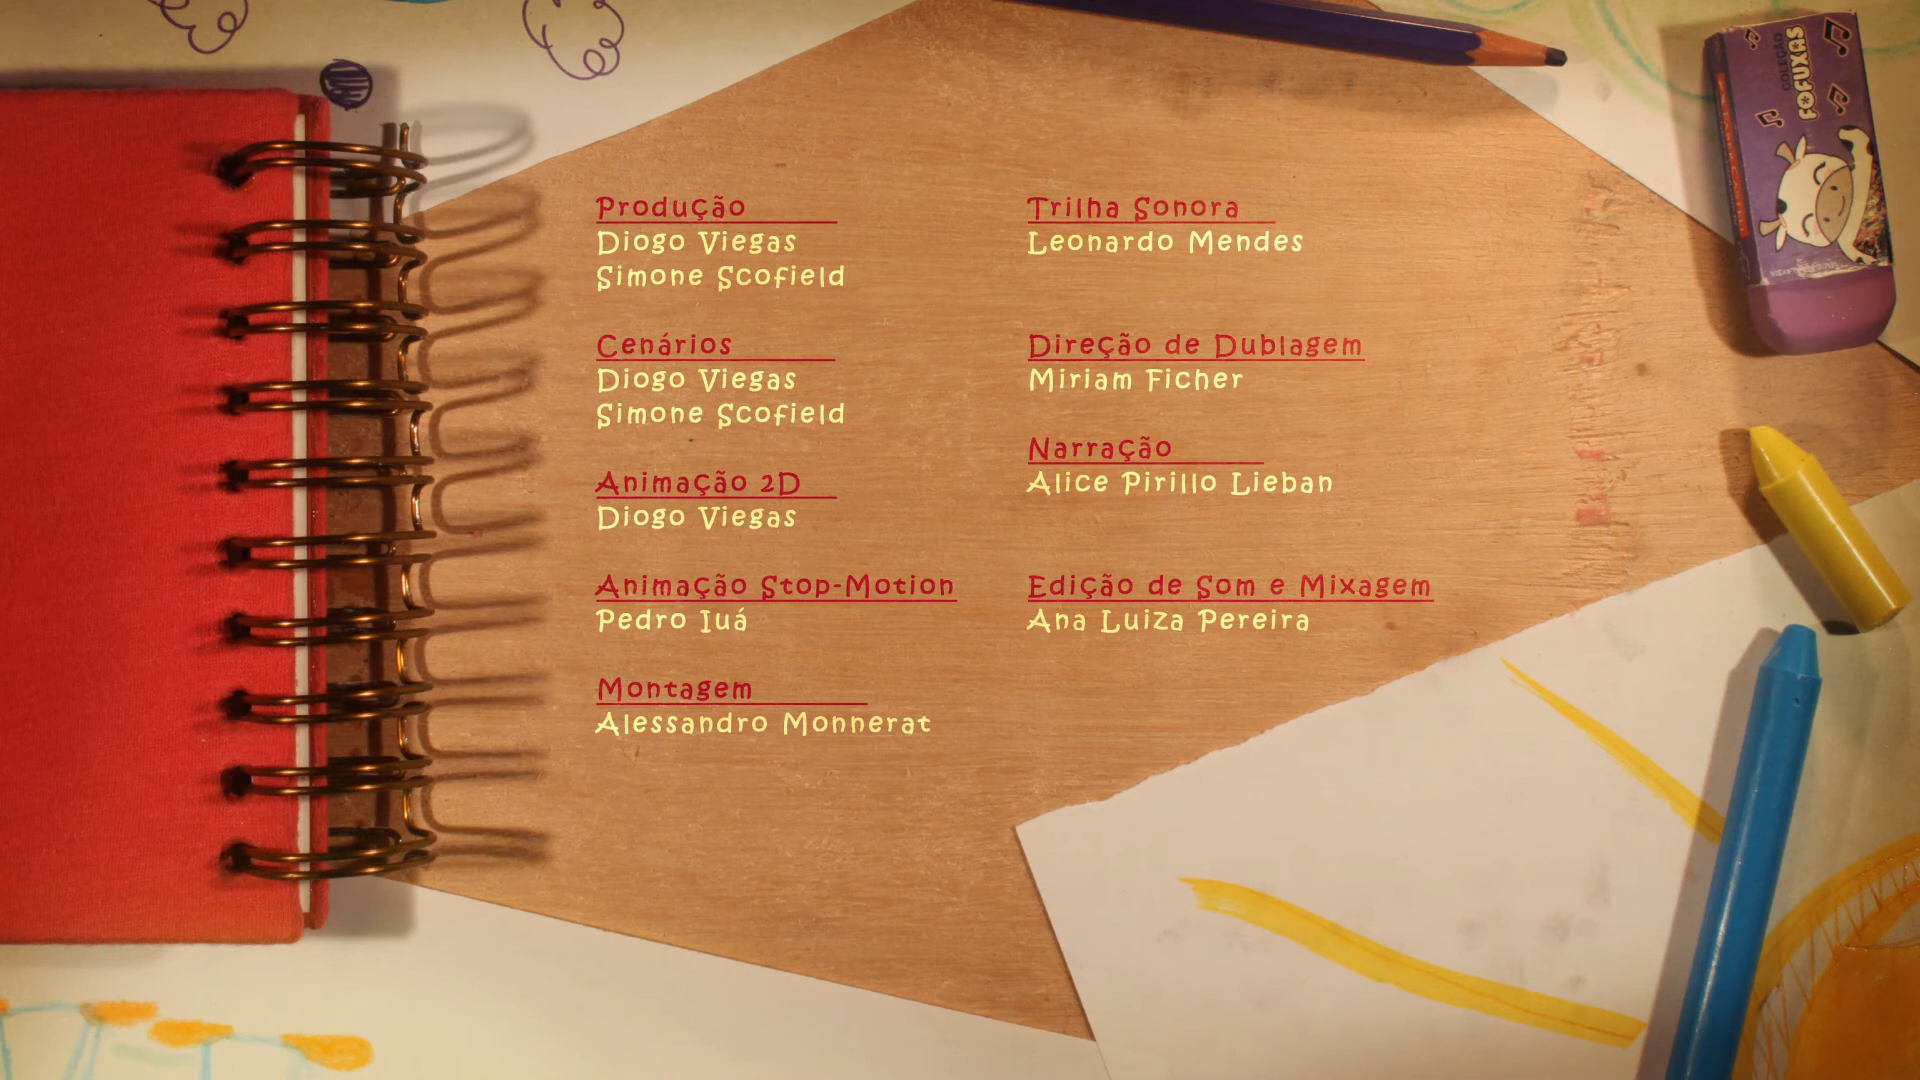 Produção
Diogo Viegas
Simone Scofield
Cenários
Diogo Viegas
Simone Scofield
Animação 2D
Diogo Viegas
Animação Stop-Motion
Pedro Iuá
Montagem
Alessandro Monnerat
Trilha Sonora
Leonardo Mendes
Direção de Dublagem
Miriam Ficher
Narração
Alice Pirillo Lieban
Edição de Som e Mixagem
Ana Luiza Pereira
COLEÇÃO
FOFUXAS